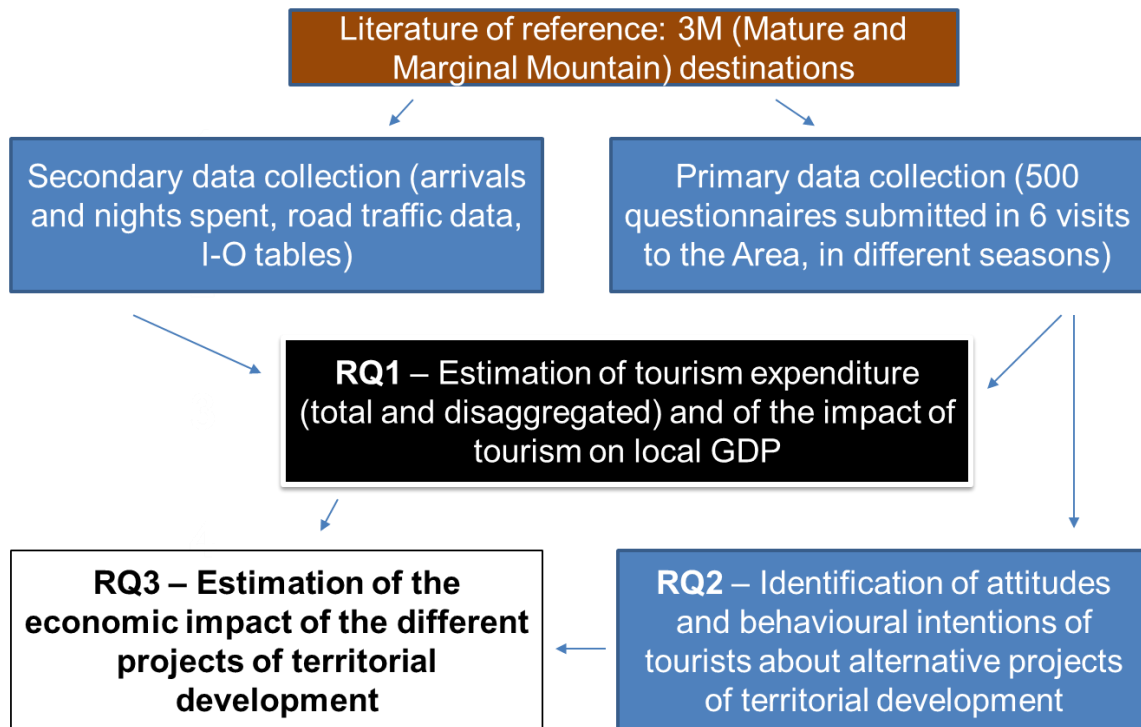 Literature of reference: 3M (Mature and
Marginal Mountain) destinations
Secondary data collection (arrivals
and nights spent, road traffic data,
I-O tables)
Primary data collection (500
questionnaires submitted in 6 visits
to the Area, in different seasons)
RQ1 – Estimation of tourism expenditure
(total and disaggregated) and of the impact of
tourism on local GDP
RQ3 – Estimation of the
economic impact of the different
projects of territorial
development
RQ2 – Identification of attitudes
and behavioural intentions of
tourists about alternative projects
of territorial development